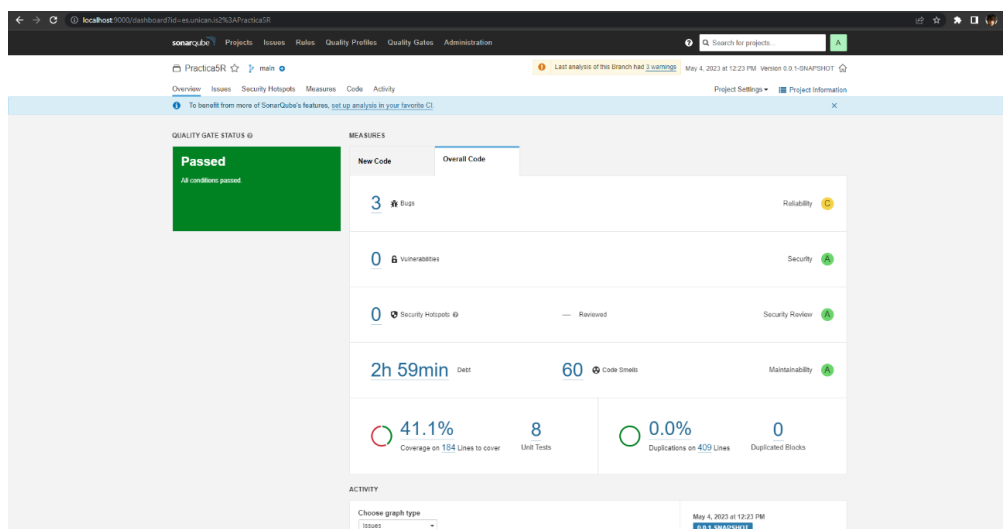 localhost:9000/dashboard?id=es.unican.is2%3APractica5R
sonarqube Projects Issues Rules Quality Profiles Quality Gates Administration
Search for projects...
A
Practica5R main
Last analysis of this Branch had 3 warnings May 4, 2023 at 12:23 PM Version 0.0.1-SNAPSHOT
Overview Issues Security Hotspots Measures Code Activity
Project Settings Project Information
To benefit from more of SonarQube's features, set up analysis in your favorite CI.
QUALITY GATE STATUS
MEASURES
Passed
All conditions passed.
New Code
Overall Code
3 Bugs
Reliability C
0 Vulnerabilities
Security A
0 Security Hotspots
— Reviewed
Security Review A
2h 59min Debt
60 Code Smells
Maintainability A
41.1%
Coverage on 184 Lines to cover
8
Unit Tests
0.0%
Duplications on 409 Lines
0
Duplicated Blocks
ACTIVITY
Choose graph type
Issues
May 4, 2023 at 12:23 PM
0.0.1-SNAPSHOT